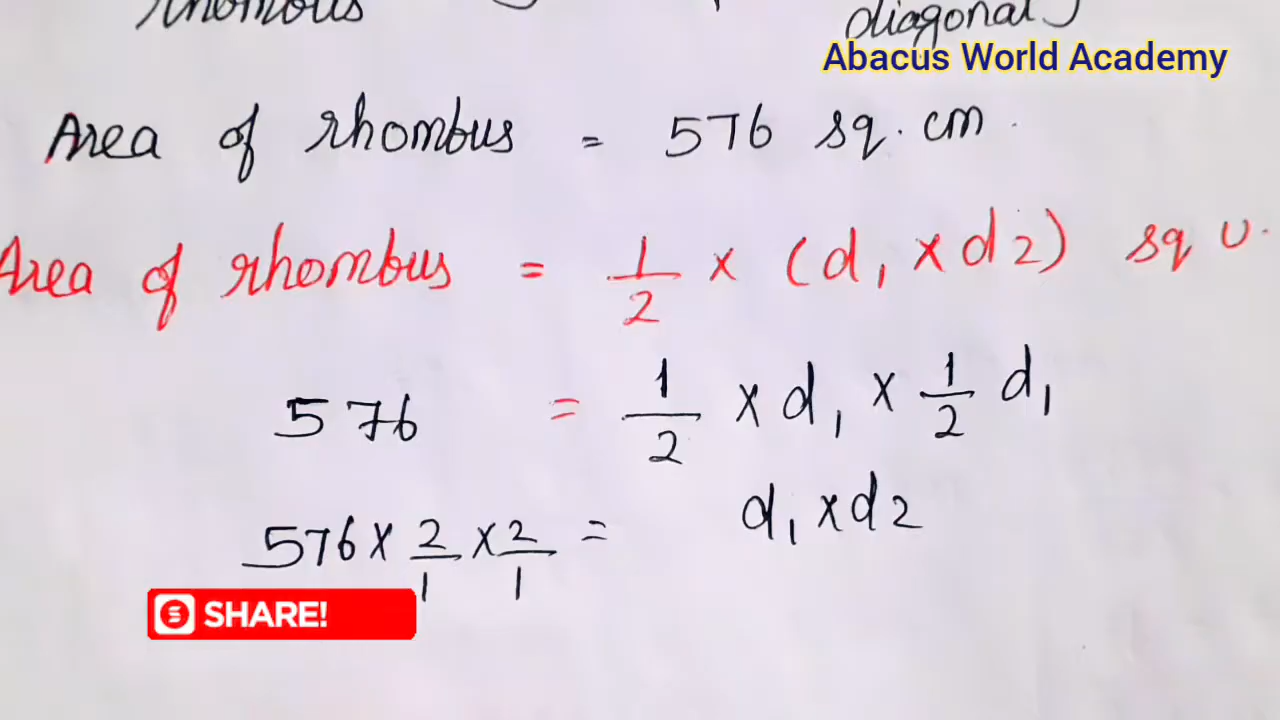 rhombus diagonal)
Abacus World Academy
Area of rhombus = 576 sq. cm.
Area of rhombus = 1/2 × (d1 × d2) sq u.
576 = 1/2 × d1 × 1/2 d1
576 × 2/1 × 2/1 = d1 × d2
SHARE!